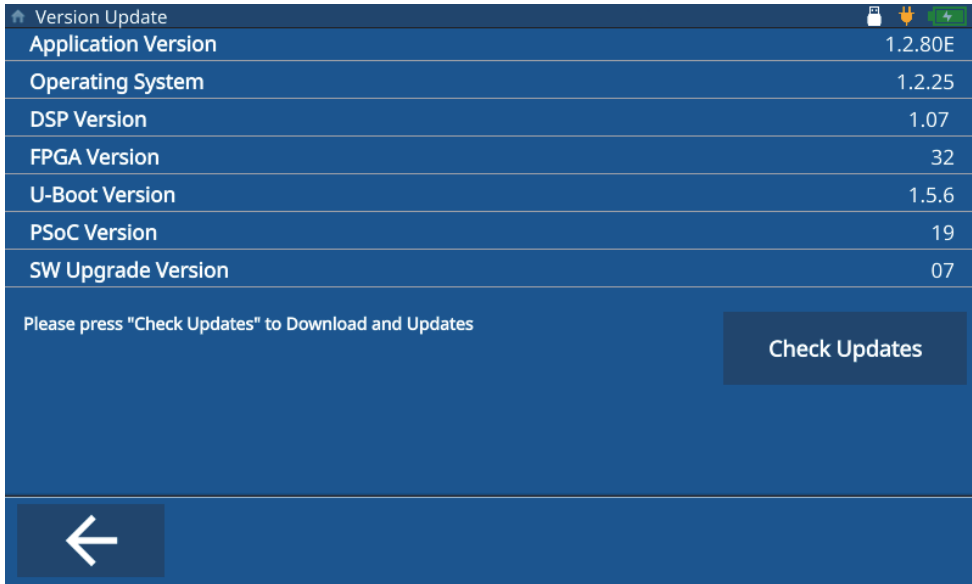 Version Update
Application Version 1.2.80E
Operating System 1.2.25
DSP Version 1.07
FPGA Version 32
U-Boot Version 1.5.6
PSoC Version 19
SW Upgrade Version 07
Please press "Check Updates" to Download and Updates
Check Updates